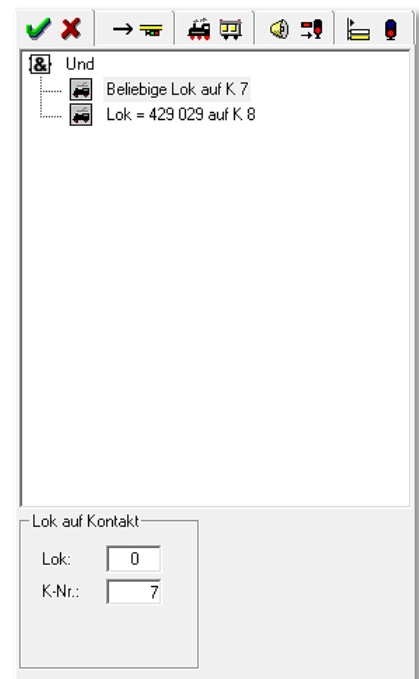 & Und
Beliebige Lok auf K 7
Lok = 429 029 auf K 8
Lok auf Kontakt
Lok: 0
K-Nr.: 7